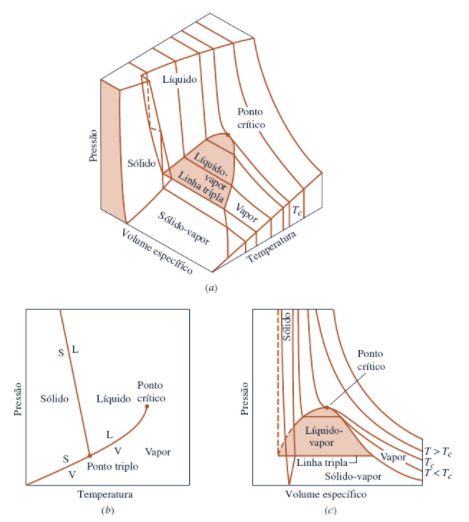 Líquido
Ponto
crítico
Pressão
Sólido
Líquido-
vapor
Linha tripla
Vapor
T_c
Sólido-vapor
Volume específico
Temperatura
(a)
S
L
Pressão
Sólido
Líquido
Ponto
crítico
L
V
Vapor
S
V
Ponto triplo
Temperatura
(b)
Sólido
Ponto
crítico
Pressão
Líquido-
vapor
Vapor
T > T_c
T_c
T < T_c
Linha tripla
Sólido-vapor
Volume específico
(c)